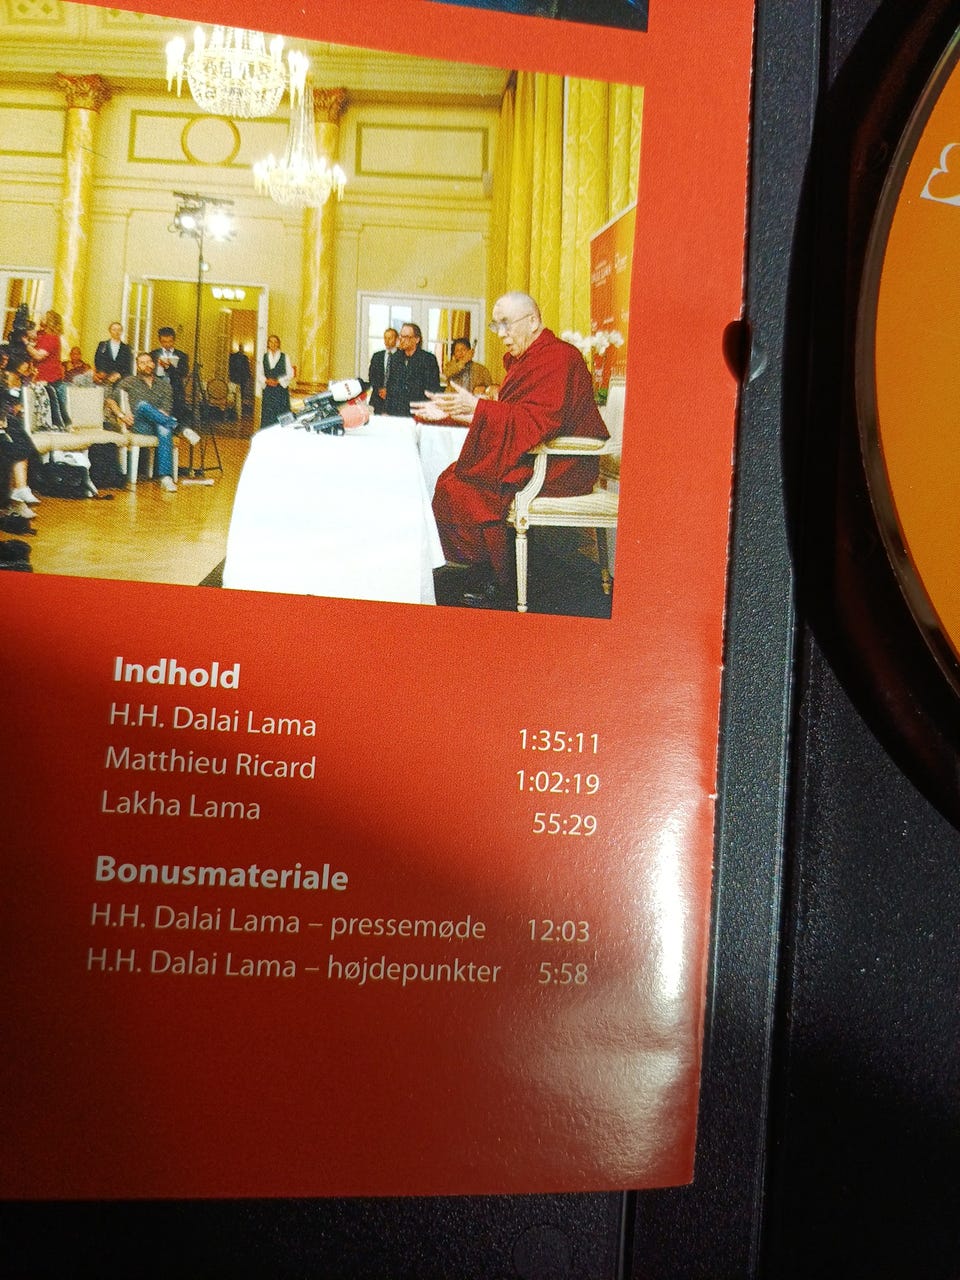 Indhold
H.H. Dalai Lama 1:35:11
Matthieu Ricard 1:02:19
Lakha Lama 55:29
Bonusmateriale
H.H. Dalai Lama – pressemøde 12:03
H.H. Dalai Lama – højdepunkter 5:58